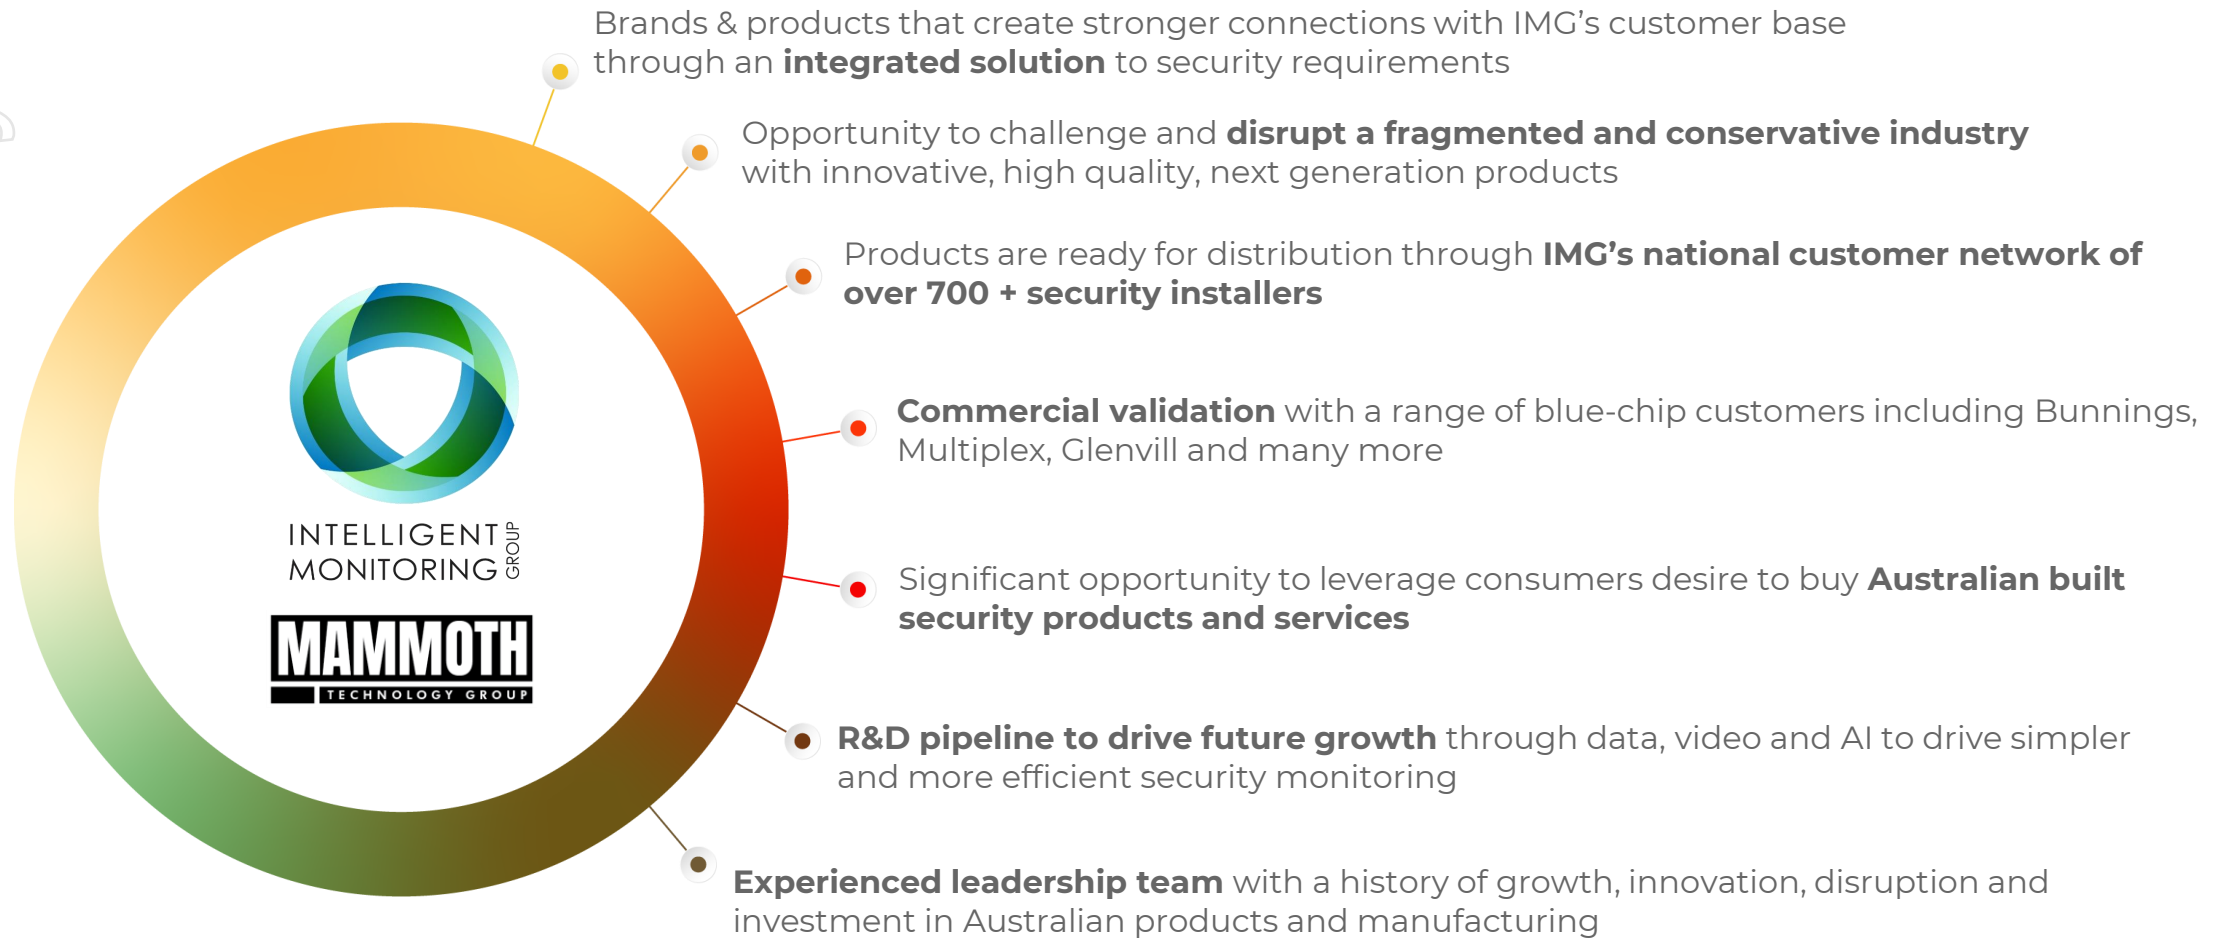 Brands & products that create stronger connections with IMG’s customer base
through an integrated solution to security requirements
Opportunity to challenge and disrupt a fragmented and conservative industry
with innovative, high quality, next generation products
Products are ready for distribution through IMG’s national customer network of
over 700 + security installers
Commercial validation with a range of blue-chip customers including Bunnings,
Multiplex, Glenvill and many more
INTELLIGENT
MONITORING
GROUP
MAMMOTH
TECHNOLOGY GROUP
Significant opportunity to leverage consumers desire to buy Australian built
security products and services
R&D pipeline to drive future growth through data, video and AI to drive simpler
and more efficient security monitoring
Experienced leadership team with a history of growth, innovation, disruption and
investment in Australian products and manufacturing